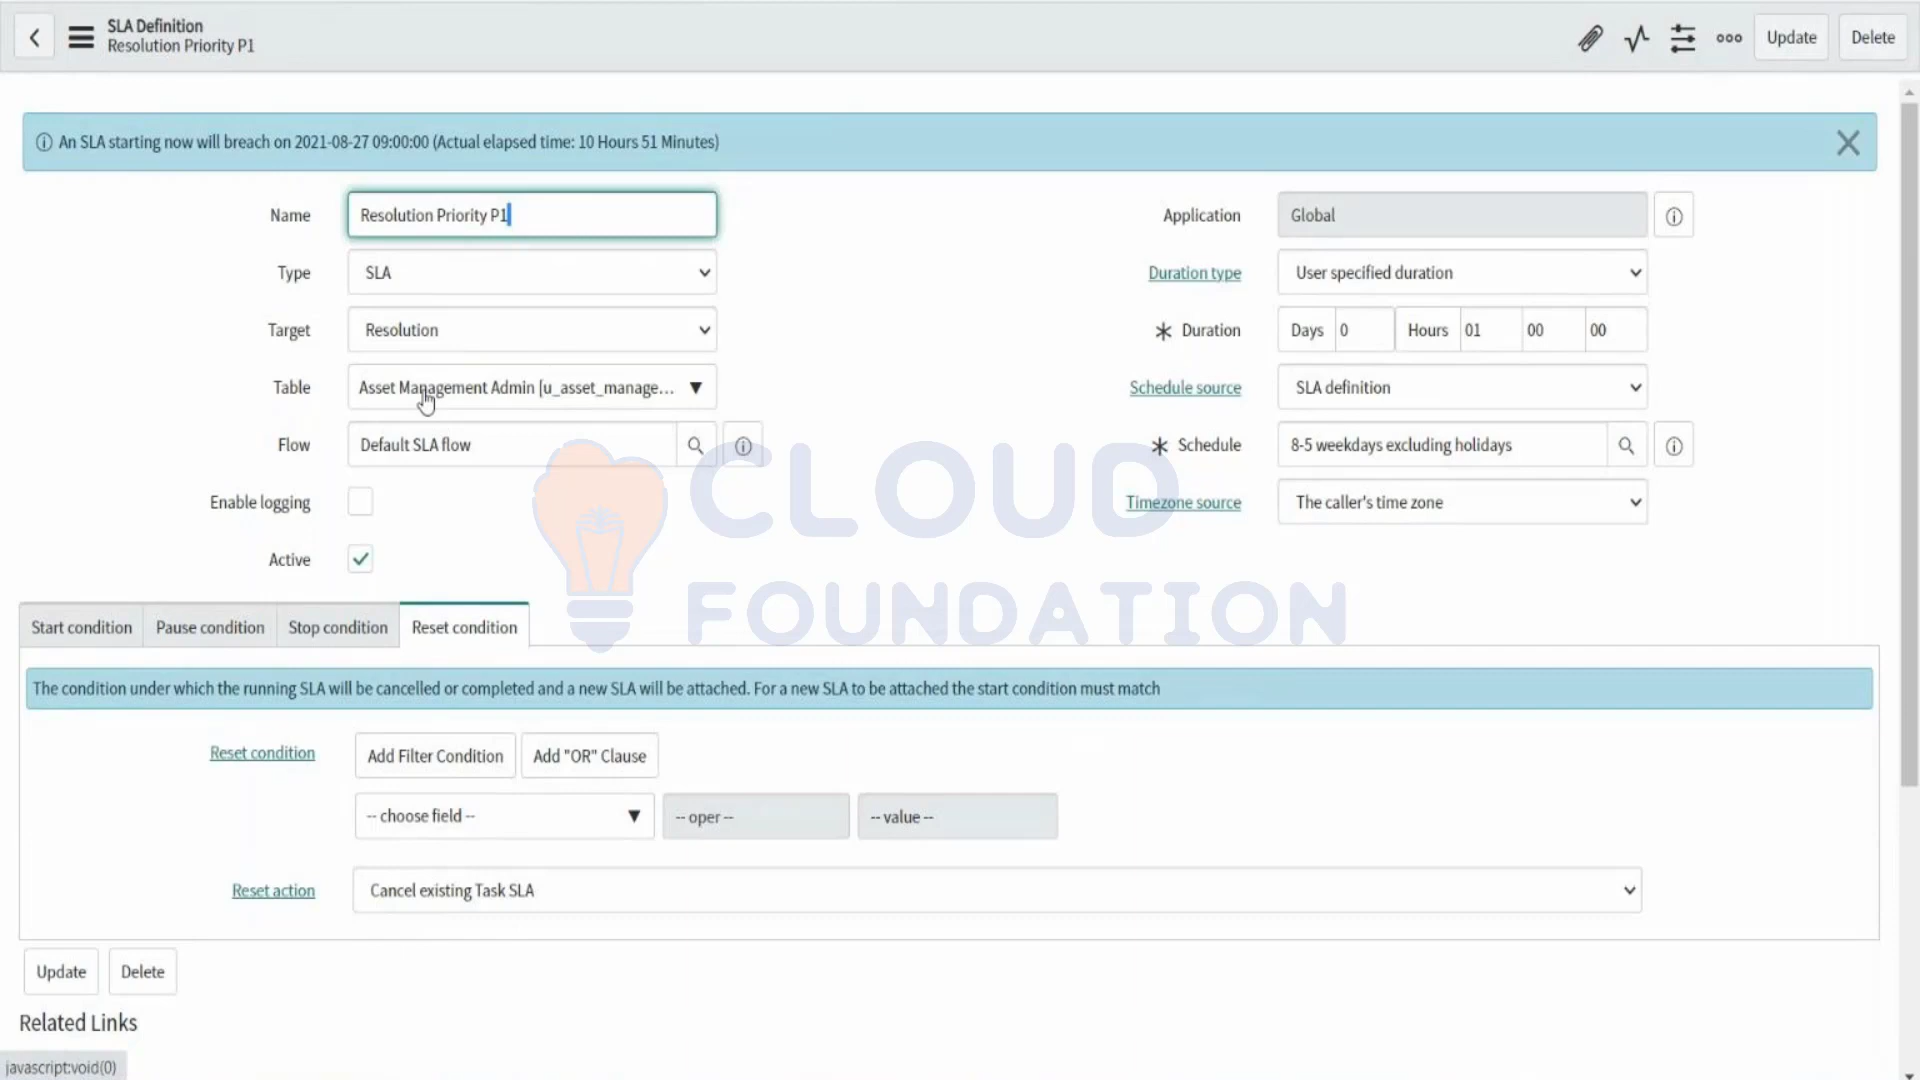 SLA Definition
Resolution Priority P1
Update
Delete
An SLA starting now will breach on 2021-08-27 09:00:00 (Actual elapsed time: 10 Hours 51 Minutes)
Name
Resolution Priority P1
Application
Global
Type
SLA
Duration type
User specified duration
Target
Resolution
Duration
Days 0 Hours 01 00 00
Table
Asset Management Admin [u_asset_manage...
Schedule source
SLA definition
Flow
Default SLA flow
Schedule
8-5 weekdays excluding holidays
Enable logging
Timezone source
The caller's time zone
Active
CLOUD
FOUNDATION
Start condition
Pause condition
Stop condition
Reset condition
The condition under which the running SLA will be cancelled or completed and a new SLA will be attached. For a new SLA to be attached the start condition must match
Reset condition
Add Filter Condition
Add "OR" Clause
-- choose field --
-- oper --
-- value --
Reset action
Cancel existing Task SLA
Update
Delete
Related Links
javascript:void(0)